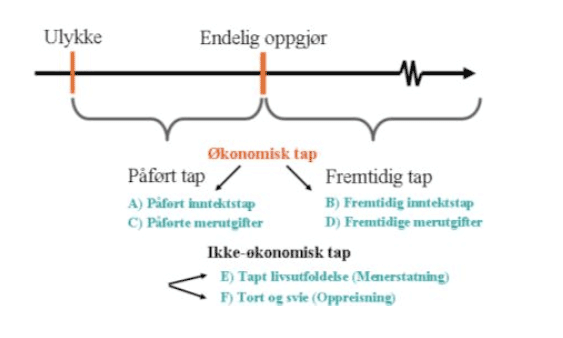 Ulykke Endelig oppgjør
Økonomisk tap
Påført tap Fremtidig tap
A) Påført inntektstap B) Fremtidig inntektstap
C) Påførte merutgifter D) Fremtidige merutgifter
Ikke-økonomisk tap
E) Tapt livsutfoldelse (Menerstatning)
F) Tort og svie (Oppreisning)